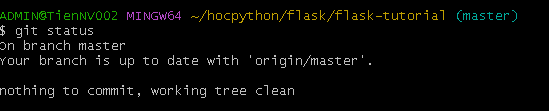 ADMIN@TienNV002 MINGW64 ~/hocpython/flask/flask-tutorial (master)
$ git status
On branch master
Your branch is up to date with 'origin/master'.
nothing to commit, working tree clean